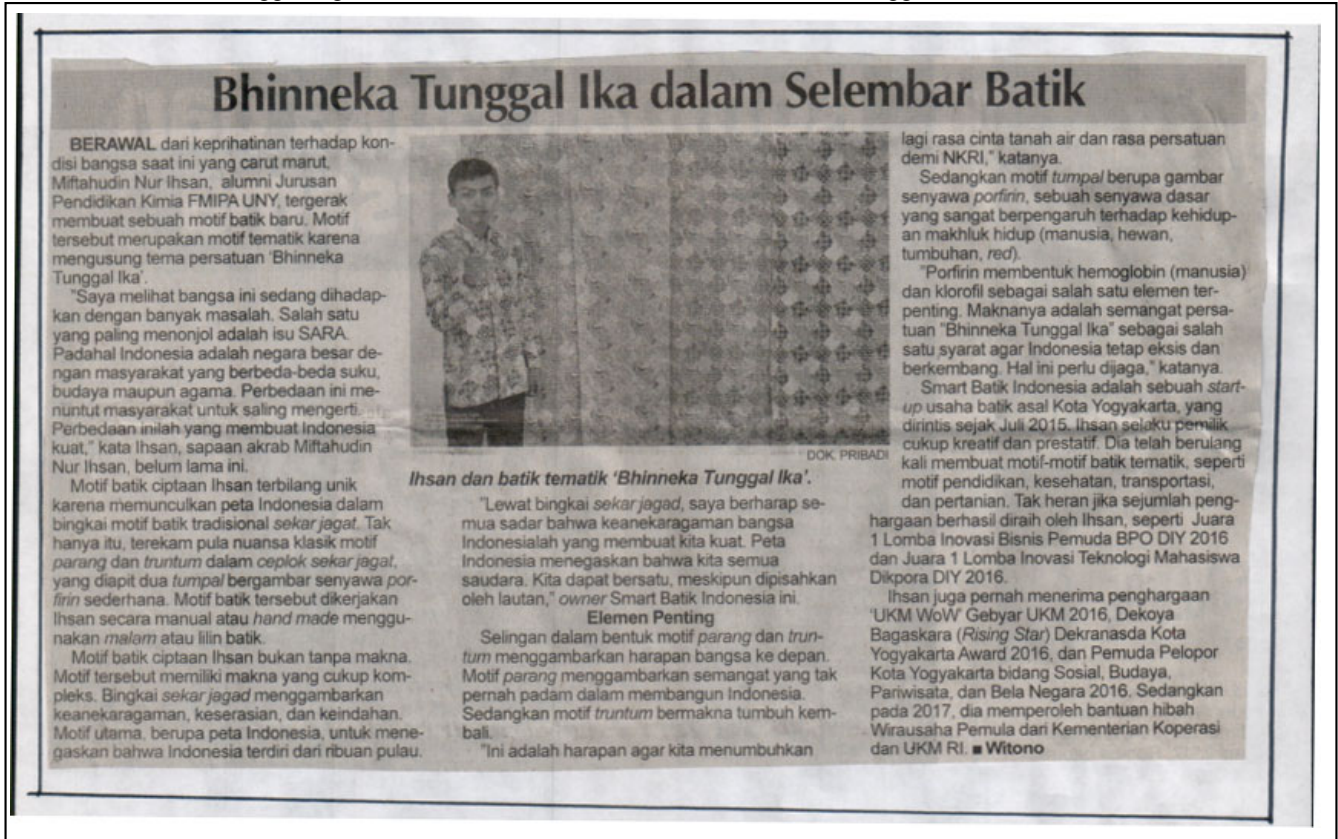 Bhinneka Tunggal Ika dalam Selembar Batik
BERAWAL dari keprihatinan terhadap kon-
disi bangsa saat ini yang carut marut,
Miftahudin Nur Ihsan, alumni Jurusan
Pendidikan Kimia FMIPA UNY, tergerak
membuat sebuah motif batik baru. Motif
tersebut merupakan motif tematik karena
mengusung tema persatuan 'Bhinneka
Tunggal Ika'.
"Saya melihat bangsa ini sedang dihadap-
kan dengan banyak masalah. Salah satu
yang paling menonjol adalah isu SARA.
Padahal Indonesia adalah negara besar de-
ngan masyarakat yang berbeda-beda suku,
budaya maupun agama. Perbedaan ini me-
nuntut masyarakat untuk saling mengerti.
Perbedaan inilah yang membuat Indonesia
kuat," kata Ihsan, sapaan akrab Miftahudin
Nur Ihsan, belum lama ini.
Motif batik ciptaan Ihsan terbilang unik
karena memunculkan peta Indonesia dalam
bingkai motif batik tradisional sekar jagat. Tak
hanya itu, terekam pula nuansa klasik motif
parang dan truntum dalam ceplok sekar jagat,
yang diapit dua tumpal bergambar senyawa por-
firin sederhana. Motif batik tersebut dikerjakan
Ihsan secara manual atau hand made menggu-
nakan malam atau lilin batik.
Motif batik ciptaan Ihsan bukan tanpa makna.
Motif tersebut memiliki makna yang cukup kom-
pleks. Bingkai sekar jagad menggambarkan
keanekaragaman, keserasian, dan keindahan.
Motif utama, berupa peta Indonesia, untuk mene-
gaskan bahwa Indonesia terdiri dari ribuan pulau.
DOK. PRIBADI
Ihsan dan batik tematik 'Bhinneka Tunggal Ika'.
"Lewat bingkai sekar jagad, saya berharap se-
mua sadar bahwa keanekaragaman bangsa
Indonesialah yang membuat kita kuat. Peta
Indonesia menegaskan bahwa kita semua
saudara. Kita dapat bersatu, meskipun dipisahkan
oleh lautan," owner Smart Batik Indonesia ini.
Elemen Penting
Selingan dalam bentuk motif parang dan trun-
tum menggambarkan harapan bangsa ke depan.
Motif parang menggambarkan semangat yang tak
pernah padam dalam membangun Indonesia.
Sedangkan motif truntum bermakna tumbuh kem-
bali.
"Ini adalah harapan agar kita menumbuhkan
lagi rasa cinta tanah air dan rasa persatuan
demi NKRI," katanya.
Sedangkan motif tumpal berupa gambar
senyawa porfirin, sebuah senyawa dasar
yang sangat berpengaruh terhadap kehidup-
an makhluk hidup (manusia, hewan,
tumbuhan, red).
"Porfirin membentuk hemoglobin (manusia)
dan klorofil sebagai salah satu elemen ter-
penting. Maknanya adalah semangat persa-
tuan "Bhinneka Tunggal Ika" sebagai salah
satu syarat agar Indonesia tetap eksis dan
berkembang. Hal ini perlu dijaga," katanya.
Smart Batik Indonesia adalah sebuah start-
up usaha batik asal Kota Yogyakarta, yang
dirintis sejak Juli 2015. Ihsan selaku pemilik
cukup kreatif dan prestatif. Dia telah berulang
kali membuat motif-motif batik tematik, seperti
motif pendidikan, kesehatan, transportasi,
dan pertanian. Tak heran jika sejumlah peng-
hargaan berhasil diraih oleh Ihsan, seperti Juara
1 Lomba Inovasi Bisnis Pemuda BPO DIY 2016
dan Juara 1 Lomba Inovasi Teknologi Mahasiswa
Dikpora DIY 2016.
Ihsan juga pernah menerima penghargaan
'UKM WoW' Gebyar UKM 2016, Dekoya
Bagaskara (Rising Star) Dekranasda Kota
Yogyakarta Award 2016, dan Pemuda Pelopor
Kota Yogyakarta bidang Sosial, Budaya,
Pariwisata, dan Bela Negara 2016. Sedangkan
pada 2017, dia memperoleh bantuan hibah
Wirausaha Pemula dari Kementerian Koperasi
dan UKM RI. ■ Witono